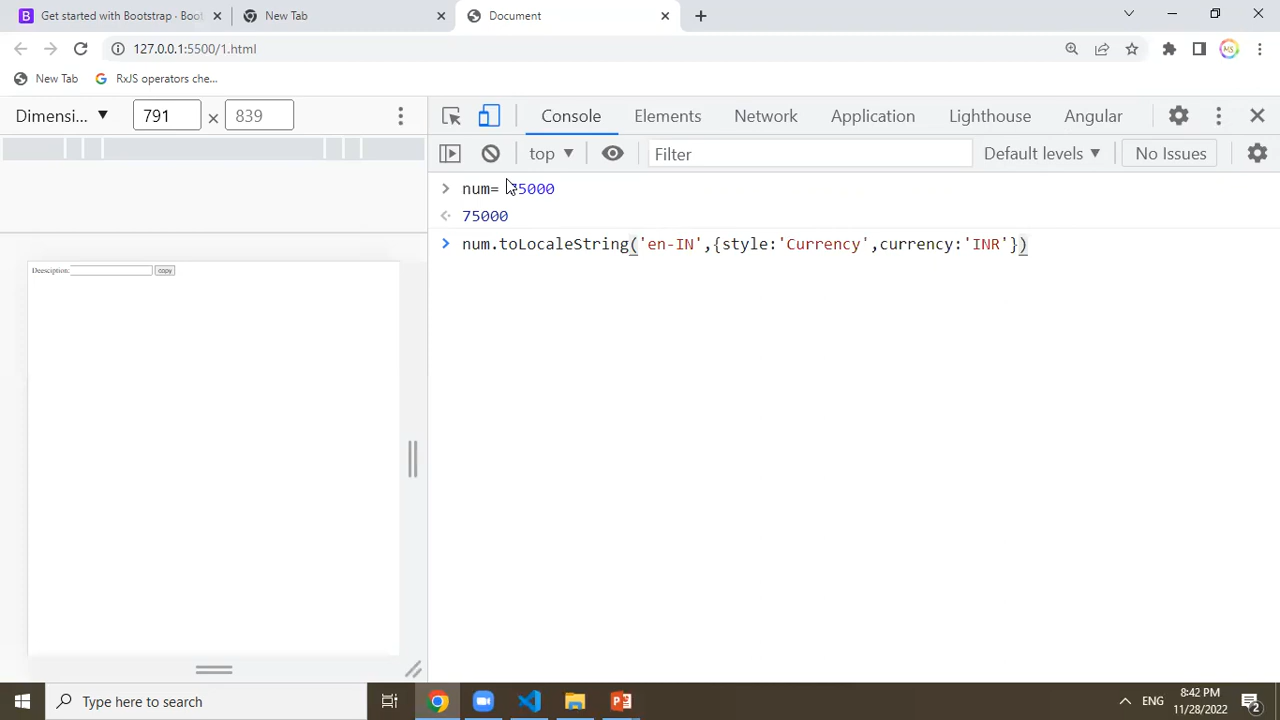 Get started with Bootstrap · Boot
New Tab
Document
127.0.0.1:5500/1.html
New Tab
RxJS operators che...
Dimensi...
791
×
839
Console
Elements
Network
Application
Lighthouse
Angular
top
Filter
Default levels
No Issues
num= 75000
75000
num.toLocaleString('en-IN',{style:'Currency',currency:'INR'})
Deesciption:
copy
Type here to search
ENG
8:42 PM
11/28/2022
2